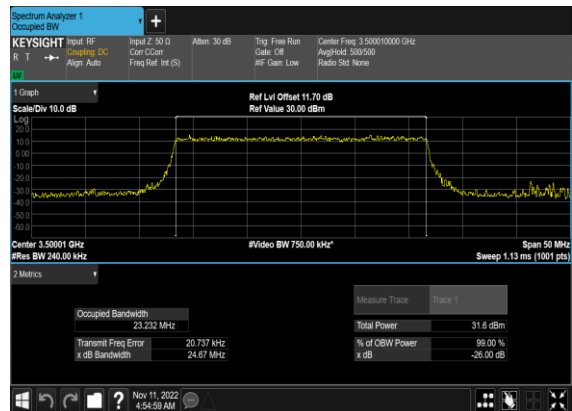 Spectrum Analyzer 1
Occupied BW
+
KEYSIGHT Input: RF Input Z: 50 Ω Atten: 30 dB Trig: Free Run Center Freq: 3.500010000 GHz
R T Coupling: DC Corr CCorr Gate: Off Avg|Hold: 500/500
Align: Auto Freq Ref: Int (S) #IF Gain: Low Radio Std: None
1 Graph
Ref Lvl Offset 11.70 dB
Scale/Div 10.0 dB Ref Value 30.00 dBm
Log
20.0
10.0
0.00
-10.0
-20.0
-30.0
-40.0
-50.0
-60.0
Center 3.50001 GHz #Video BW 750.00 kHz* Span 50 MHz
#Res BW 240.00 kHz Sweep 1.13 ms (1001 pts)
2 Metrics
Measure Trace Trace 1
Occupied Bandwidth
23.232 MHz Total Power 31.6 dBm
Transmit Freq Error 20.737 kHz % of OBW Power 99.00 %
x dB Bandwidth 24.67 MHz x dB -26.00 dB
? Nov 11, 2022
4:54:59 AM